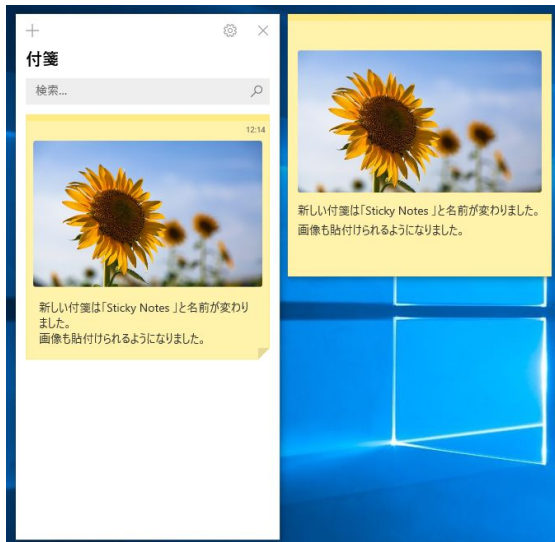 付箋
検索...
12:14
新しい付箋は「Sticky Notes 」と名前が変わり
ました。
画像も貼付けられるようになりました。
新しい付箋は「Sticky Notes 」と名前が変わりました。
画像も貼付けられるようになりました。